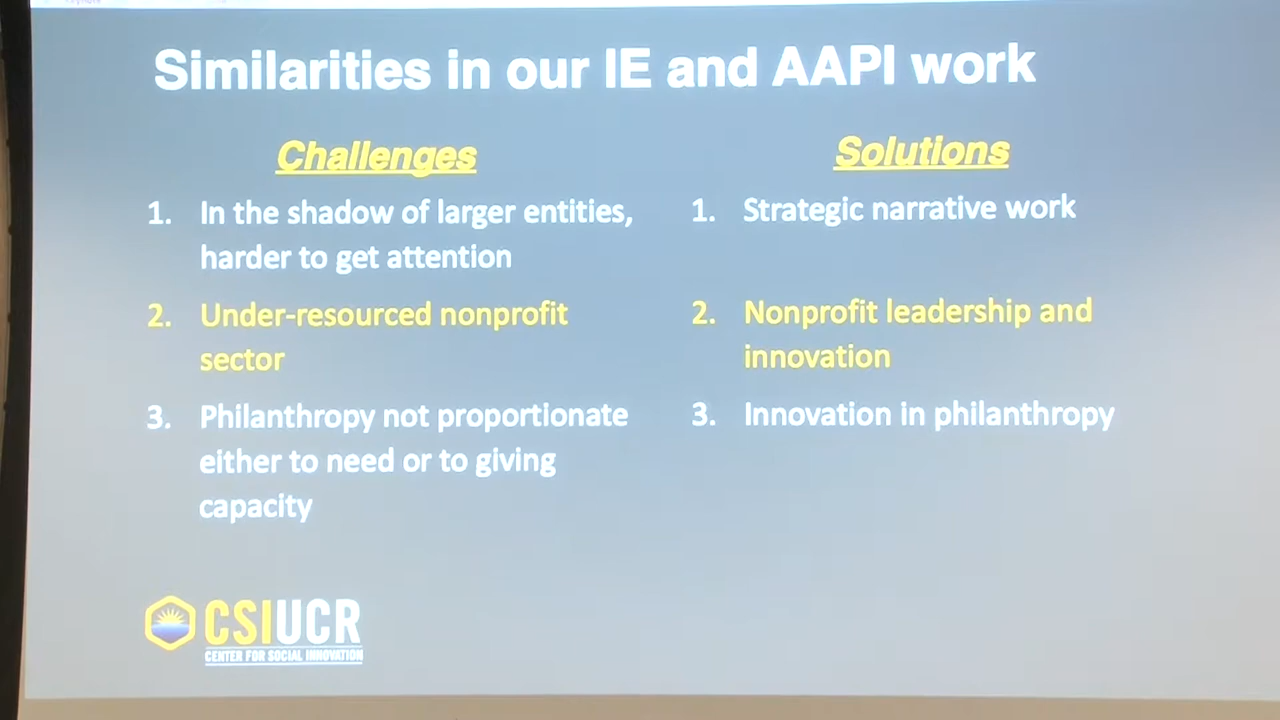 Similarities in our IE and AAPI work
Challenges
1. In the shadow of larger entities,
harder to get attention
2. Under-resourced nonprofit
sector
3. Philanthropy not proportionate
either to need or to giving
capacity
Solutions
1. Strategic narrative work
2. Nonprofit leadership and
innovation
3. Innovation in philanthropy
CSIUCR
CENTER FOR SOCIAL INNOVATION